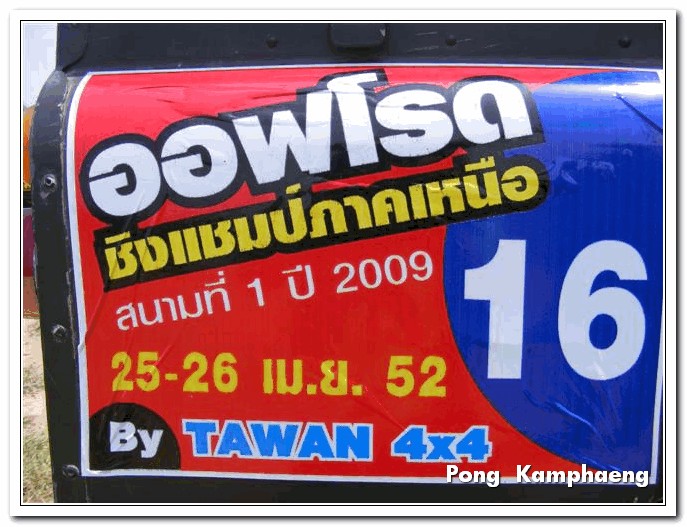 ออฟโรด
ชิงแชมป์ภาคเหนือ
สนามที่ 1 ปี 2009
16
25-26 เม.ย. 52
By TAWAN 4x4
Pong Kamphaeng